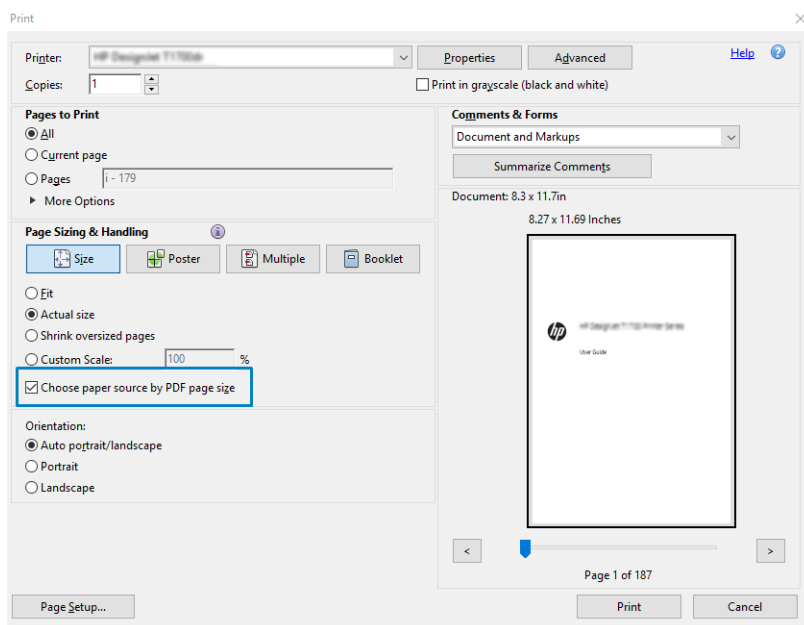 Print
Printer:
Properties
Advanced
Help
?
Copies: 1
Print in grayscale (black and white)
Pages to Print
All
Current page
Pages i - 179
More Options
Comments & Forms
Document and Markups
Summarize Comments
Page Sizing & Handling
i
Size
Poster
Multiple
Booklet
Fit
Actual size
Shrink oversized pages
Custom Scale: 100 %
Choose paper source by PDF page size
Orientation:
Auto portrait/landscape
Portrait
Landscape
Document: 8.3 x 11.7in
8.27 x 11.69 Inches
hp
User Guide
<
>
Page 1 of 187
Page Setup...
Print
Cancel